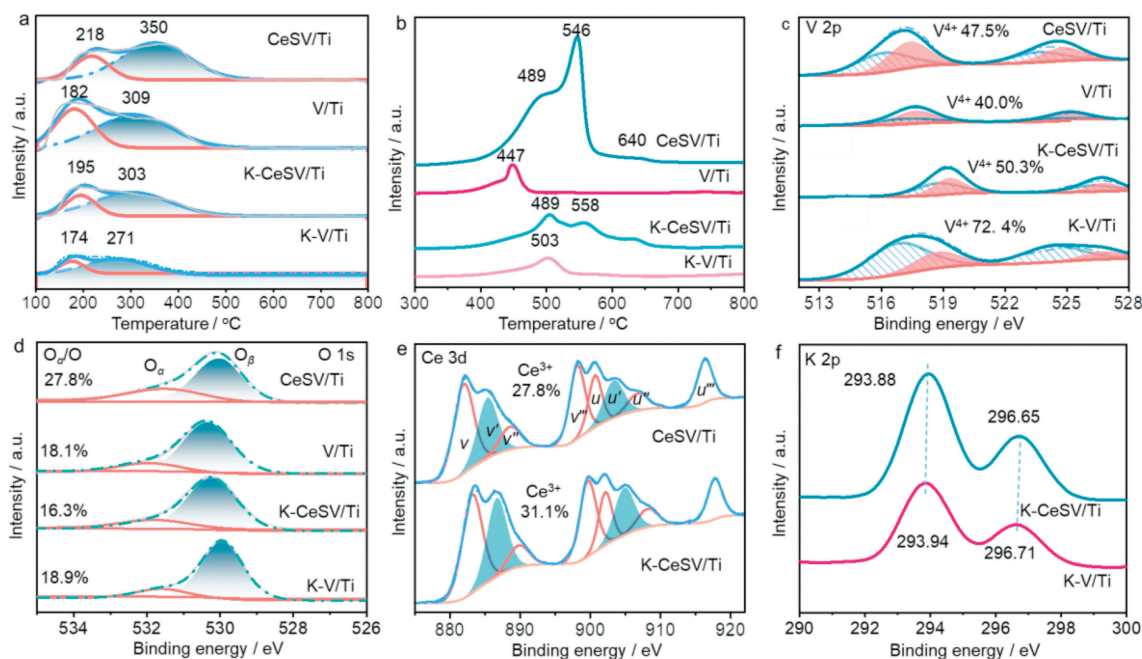 a
218
350
CeSV/Ti
182
309
V/Ti
195
303
K-CeSV/Ti
174
271
K-V/Ti
Intensity / a.u.
100 200 300 400 500 600 700 800
Temperature / °C
b
546
489
640
CeSV/Ti
447
V/Ti
489
558
K-CeSV/Ti
503
K-V/Ti
Intensity / a.u.
300 400 500 600 700 800
Temperature / °C
c
V 2p
V⁴⁺ 47.5%
CeSV/Ti
V/Ti
V⁴⁺ 40.0%
K-CeSV/Ti
V⁴⁺ 50.3%
K-V/Ti
V⁴⁺ 72. 4%
Intensity / a.u.
513 516 519 522 525 528
Binding energy / eV
d
Oα/O
Oα
Oβ
O 1s
27.8%
CeSV/Ti
18.1%
V/Ti
16.3%
K-CeSV/Ti
18.9%
K-V/Ti
Intensity / a.u.
534 532 530 528 526
Binding energy / eV
e
Ce 3d
Ce³⁺
27.8%
v
v'
v''
v'''
u
u'
u''
u'''
CeSV/Ti
Ce³⁺
31.1%
K-CeSV/Ti
Intensity / a.u.
880 890 900 910 920
Binding energy / eV
f
K 2p
293.88
296.65
K-CeSV/Ti
293.94
296.71
K-V/Ti
Intensity / a.u.
290 292 294 296 298 300
Binding energy / eV